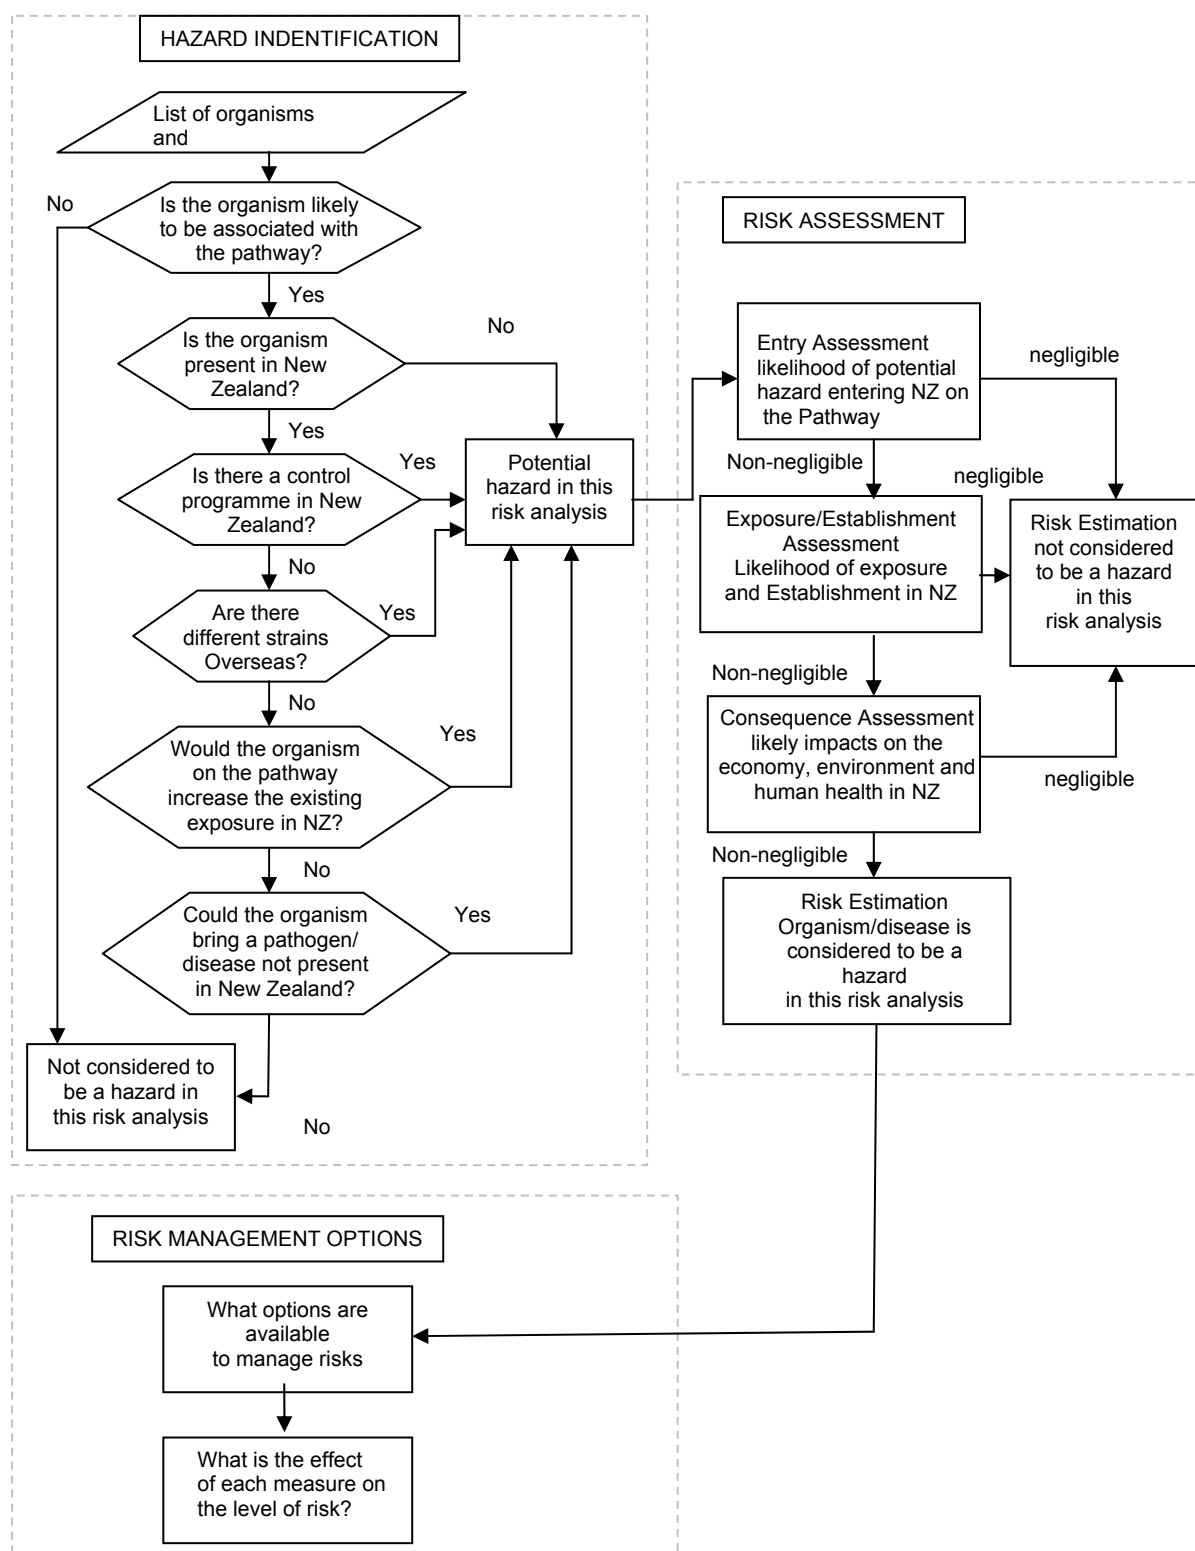 HAZARD INDENTIFICATION
List of organisms
and
No
Is the organism likely
to be associated with
the pathway?
Yes
Is the organism
present in New
Zealand?
No
Yes
Is there a control
programme in New
Zealand?
Yes
No
Are there
different strains
Overseas?
Yes
No
Would the organism
on the pathway
increase the existing
exposure in NZ?
Yes
No
Could the organism
bring a pathogen/
disease not present
in New Zealand?
Yes
Not considered to
be a hazard in
this risk analysis
No
Potential
hazard in this
risk analysis
RISK ASSESSMENT
Entry Assessment
likelihood of potential
hazard entering NZ on
the Pathway
negligible
Non-negligible
negligible
Exposure/Establishment
Assessment
Likelihood of exposure
and Establishment in NZ
Risk Estimation
not considered
to be a hazard
in this
risk analysis
Non-negligible
Consequence Assessment
likely impacts on the
economy, environment and
human health in NZ
negligible
Non-negligible
Risk Estimation
Organism/disease is
considered to be a
hazard
in this risk analysis
RISK MANAGEMENT OPTIONS
What options are
available
to manage risks
What is the effect
of each measure on
the level of risk?